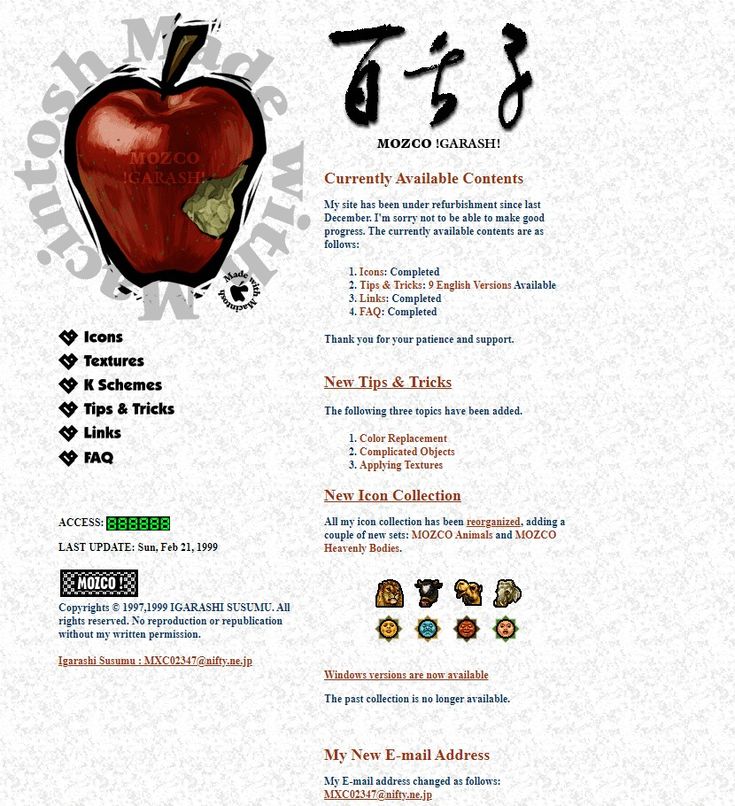 Made with Macintosh
MOZCO
!GARASH!
Made with Macintosh
Icons
Textures
K Schemes
Tips & Tricks
Links
FAQ
ACCESS: 888888
LAST UPDATE: Sun, Feb 21, 1999
MOZCO !
Copyrights © 1997,1999 IGARASHI SUSUMU. All
rights reserved. No reproduction or republication
without my written permission.
Igarashi Susumu : MXC02347@nifty.ne.jp
百舌子
MOZCO !GARASH!
Currently Available Contents
My site has been under refurbishment since last
December. I'm sorry not to be able to make good
progress. The currently available contents are as
follows:
1. Icons: Completed
2. Tips & Tricks: 9 English Versions Available
3. Links: Completed
4. FAQ: Completed
Thank you for your patience and support.
New Tips & Tricks
The following three topics have been added.
1. Color Replacement
2. Complicated Objects
3. Applying Textures
New Icon Collection
All my icon collection has been reorganized, adding a
couple of new sets: MOZCO Animals and MOZCO
Heavenly Bodies.
Windows versions are now available
The past collection is no longer available.
My New E-mail Address
My E-mail address changed as follows:
MXC02347@nifty.ne.jp